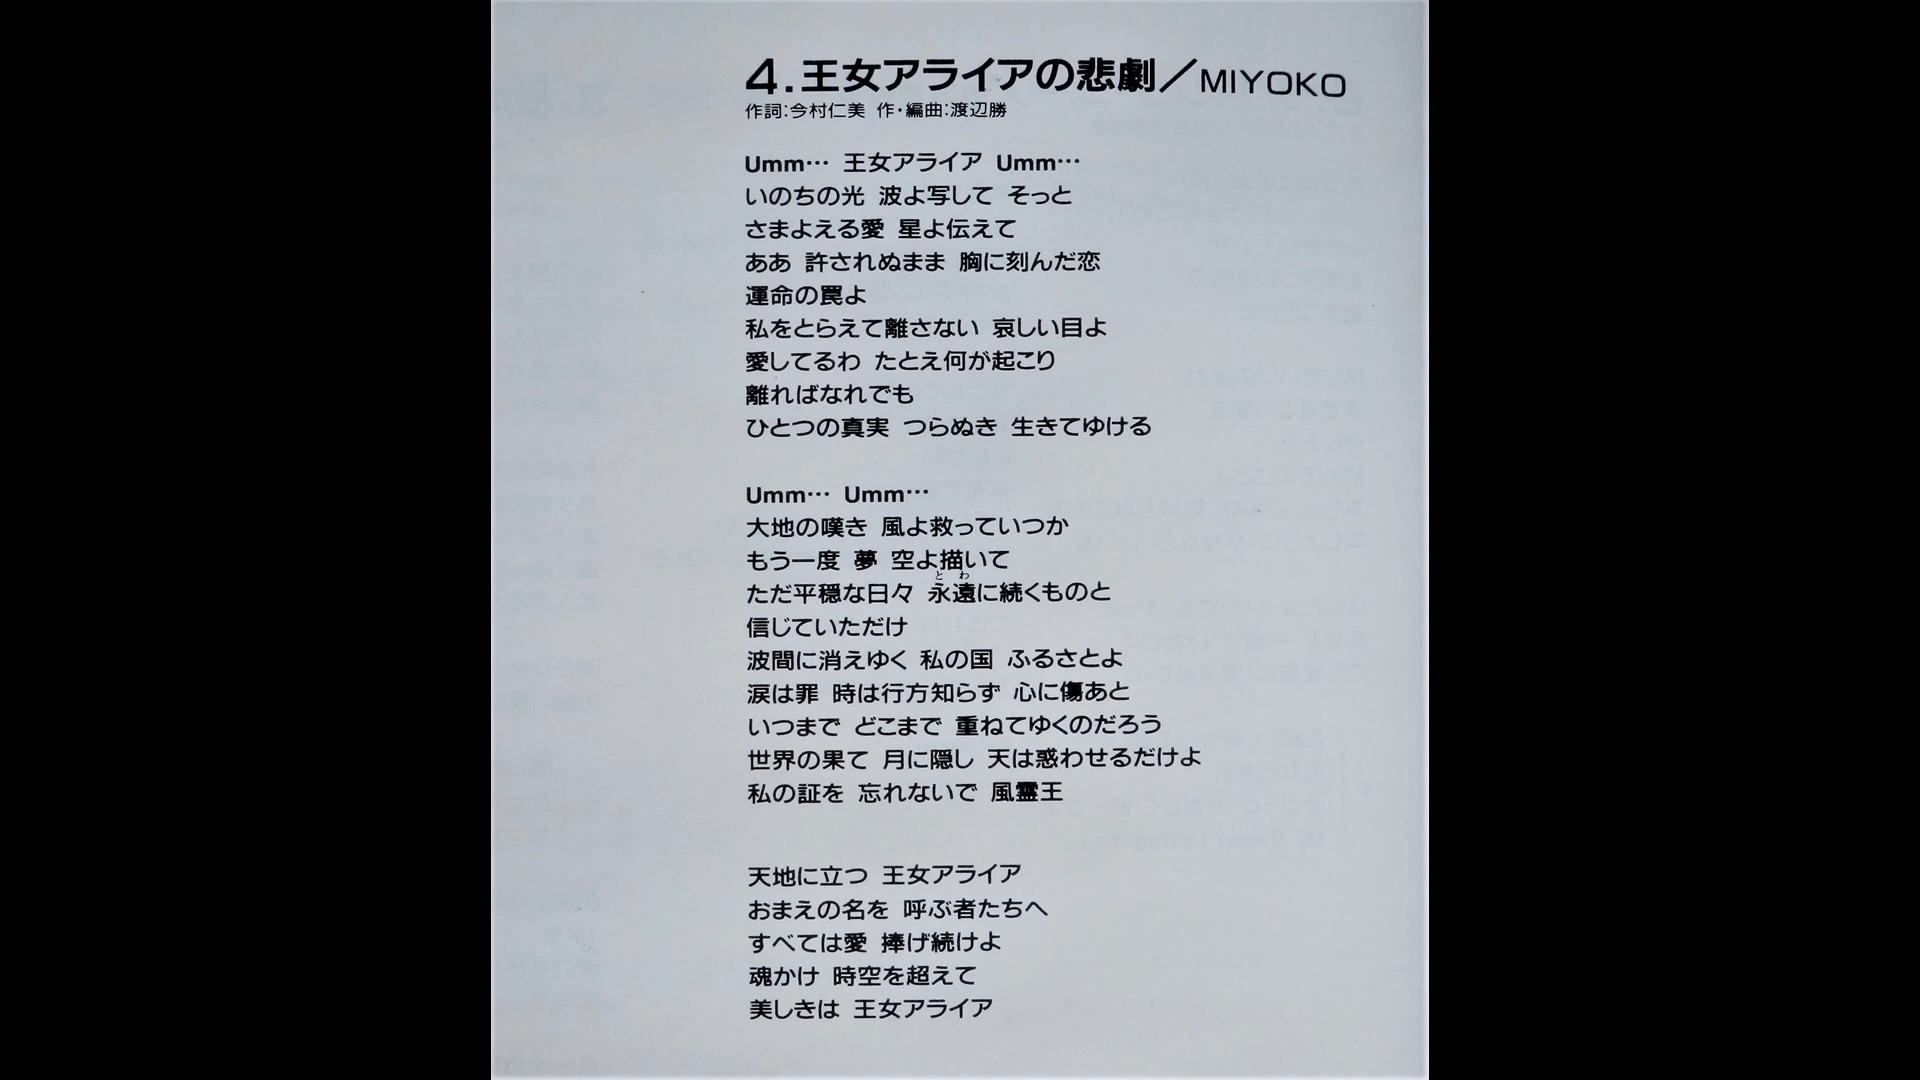 4.王女アライアの悲劇／MIYOKO
作詞:今村仁美 作・編曲:渡辺勝
Umm… 王女アライア Umm…
いのちの光 波よ写して そっと
さまよえる愛 星よ伝えて
ああ 許されぬまま 胸に刻んだ恋
運命の罠よ
私をとらえて離さない 哀しい目よ
愛してるわ たとえ何が起こり
離ればなれでも
ひとつの真実 つらぬき 生きてゆける
Umm… Umm…
大地の嘆き 風よ救っていつか
もう一度 夢 空よ描いて
とわ
ただ平穏な日々 永遠に続くものと
信じていただけ
波間に消えゆく 私の国 ふるさとよ
涙は罪 時は行方知らず 心に傷あと
いつまで どこまで 重ねてゆくのだろう
世界の果て 月に隠し 天は惑わせるだけよ
私の証を 忘れないで 風霊王
天地に立つ 王女アライア
おまえの名を 呼ぶ者たちへ
すべては愛 捧げ続けよ
魂かけ 時空を超えて
美しきは 王女アライア